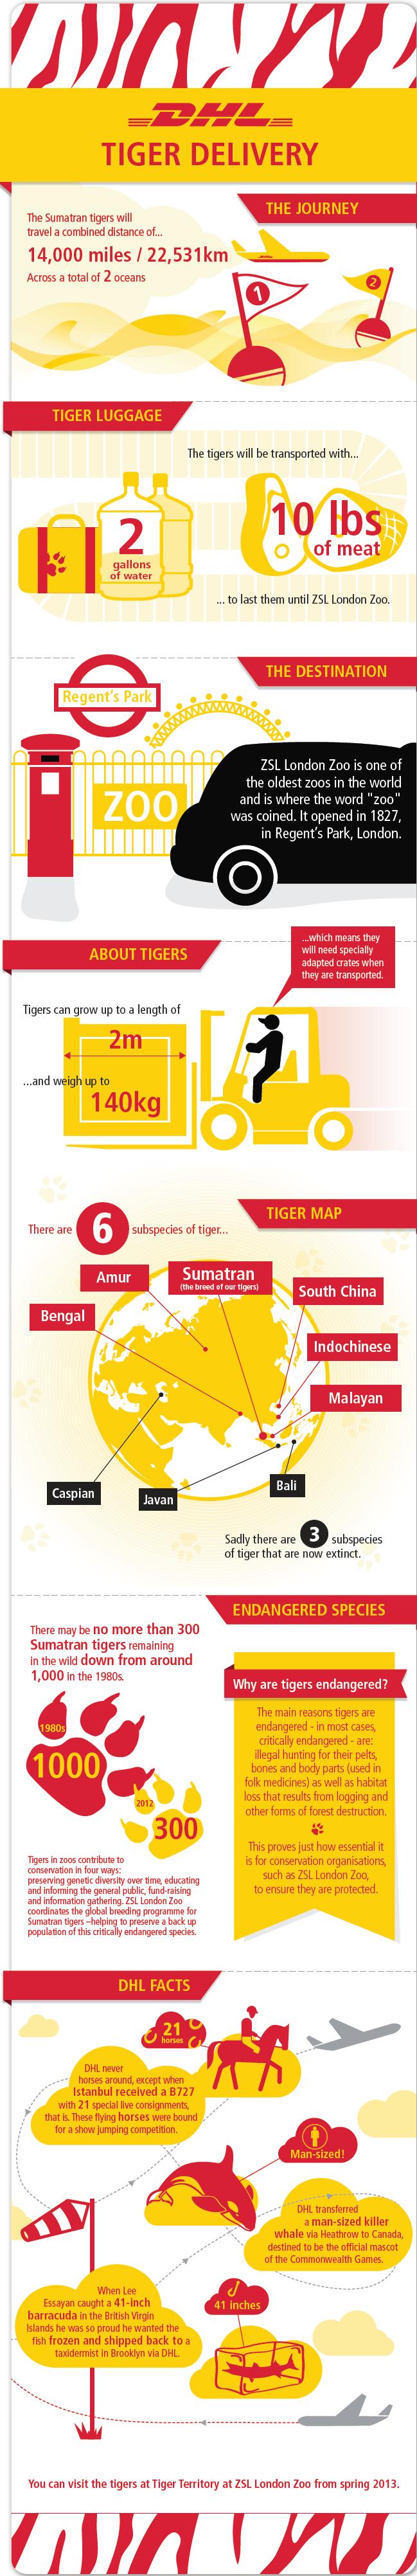 DHL
TIGER DELIVERY
THE JOURNEY
The Sumatran tigers will
travel a combined distance of...
14,000 miles / 22,531km
Across a total of 2 oceans
1
2
TIGER LUGGAGE
The tigers will be transported with...
2
gallons
of water
10 lbs
of meat
... to last them until ZSL London Zoo.
THE DESTINATION
Regent's Park
ZOO
ZSL London Zoo is one of
the oldest zoos in the world
and is where the word "zoo"
was coined. It opened in 1827,
in Regent's Park, London.
ABOUT TIGERS
...which means they
will need specially
adapted crates when
they are transported.
Tigers can grow up to a length of
2m
...and weigh up to
140kg
TIGER MAP
There are 6 subspecies of tiger...
Amur
Sumatran
(the breed of our tigers)
South China
Bengal
Indochinese
Malayan
Caspian
Javan
Bali
Sadly there are 3 subspecies
of tiger that are now extinct.
ENDANGERED SPECIES
There may be no more than 300
Sumatran tigers remaining
in the wild down from around
1,000 in the 1980s.
1980s
1000
2012
300
Tigers in zoos contribute to
conservation in four ways:
preserving genetic diversity over time, educating
and informing the general public, fund-raising
and information gathering. ZSL London Zoo
coordinates the global breeding programme for
Sumatran tigers –helping to preserve a back up
population of this critically endangered species.
Why are tigers endangered?
The main reasons tigers are
endangered - in most cases,
critically endangered - are:
illegal hunting for their pelts,
bones and body parts (used in
folk medicines) as well as habitat
loss that results from logging and
other forms of forest destruction.
This proves just how essential it
is for conservation organisations,
such as ZSL London Zoo,
to ensure they are protected.
DHL FACTS
21
horses
DHL never
horses around, except when
Istanbul received a B727
with 21 special live consignments,
that is. These flying horses were bound
for a show jumping competition.
Man-sized!
DHL transferred
a man-sized killer
whale via Heathrow to Canada,
destined to be the official mascot
of the Commonwealth Games.
When Lee
Essayan caught a 41-inch
barracuda in the British Virgin
Islands he was so proud he wanted the
fish frozen and shipped back to a
taxidermist in Brooklyn via DHL.
41 inches
You can visit the tigers at Tiger Territory at ZSL London Zoo from spring 2013.